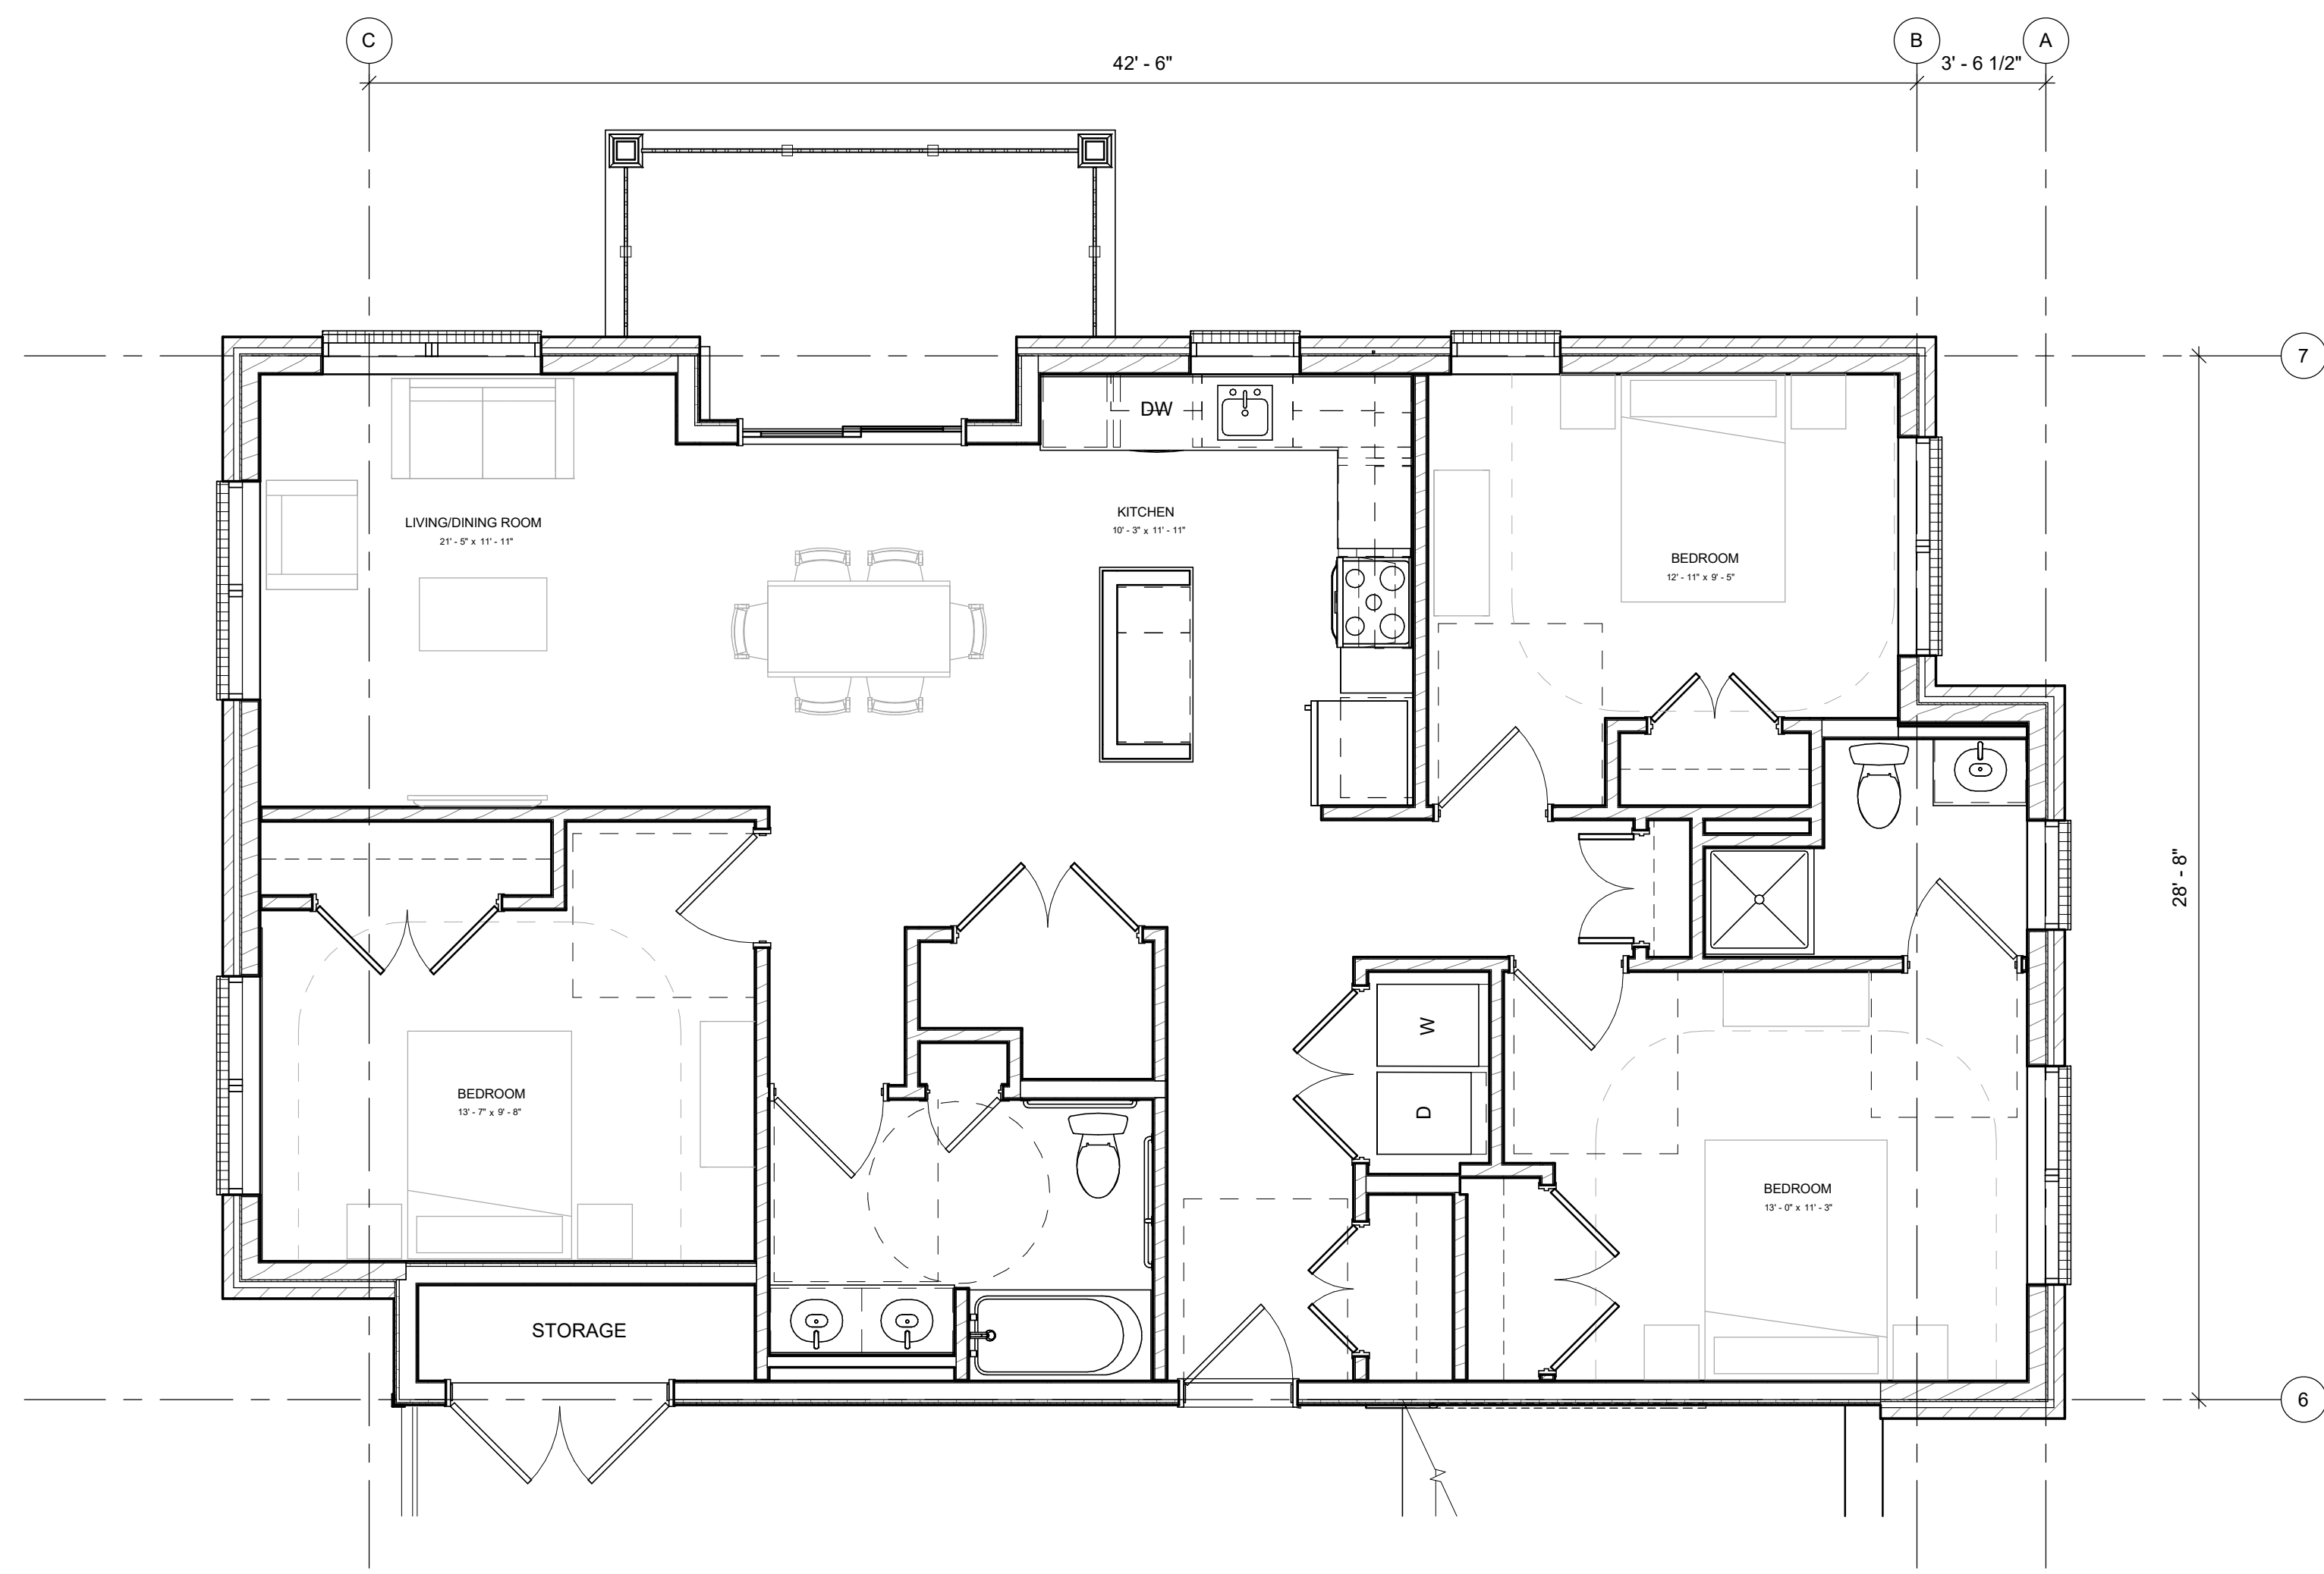 C
B
A
42' - 6"
3' - 6 1/2"
7
DW
LIVING/DINING ROOM
21' - 5" x 11' - 11"
KITCHEN
10' - 3" x 11' - 11"
BEDROOM
12' - 11" x 9' - 5"
28' - 8"
W
D
BEDROOM
13' - 7" x 9' - 8"
BEDROOM
13' - 0" x 11' - 3"
STORAGE
6